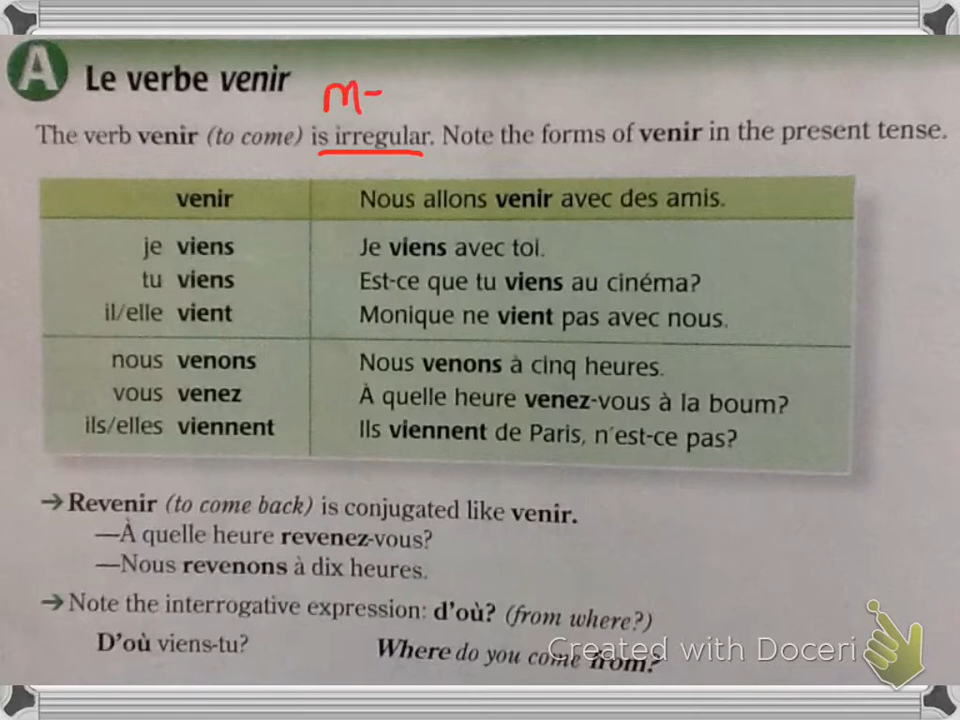 A Le verbe venir
M-
The verb venir (to come) is irregular. Note the forms of venir in the present tense.
venir Nous allons venir avec des amis.
je viens Je viens avec toi.
tu viens Est-ce que tu viens au cinéma?
il/elle vient Monique ne vient pas avec nous.
nous venons Nous venons à cinq heures.
vous venez À quelle heure venez-vous à la boum?
ils/elles viennent Ils viennent de Paris, n'est-ce pas?
→ Revenir (to come back) is conjugated like venir.
—À quelle heure revenez-vous?
—Nous revenons à dix heures.
→ Note the interrogative expression: d'où? (from where?)
D'où viens-tu? Where do you come from?
Created with Doceri